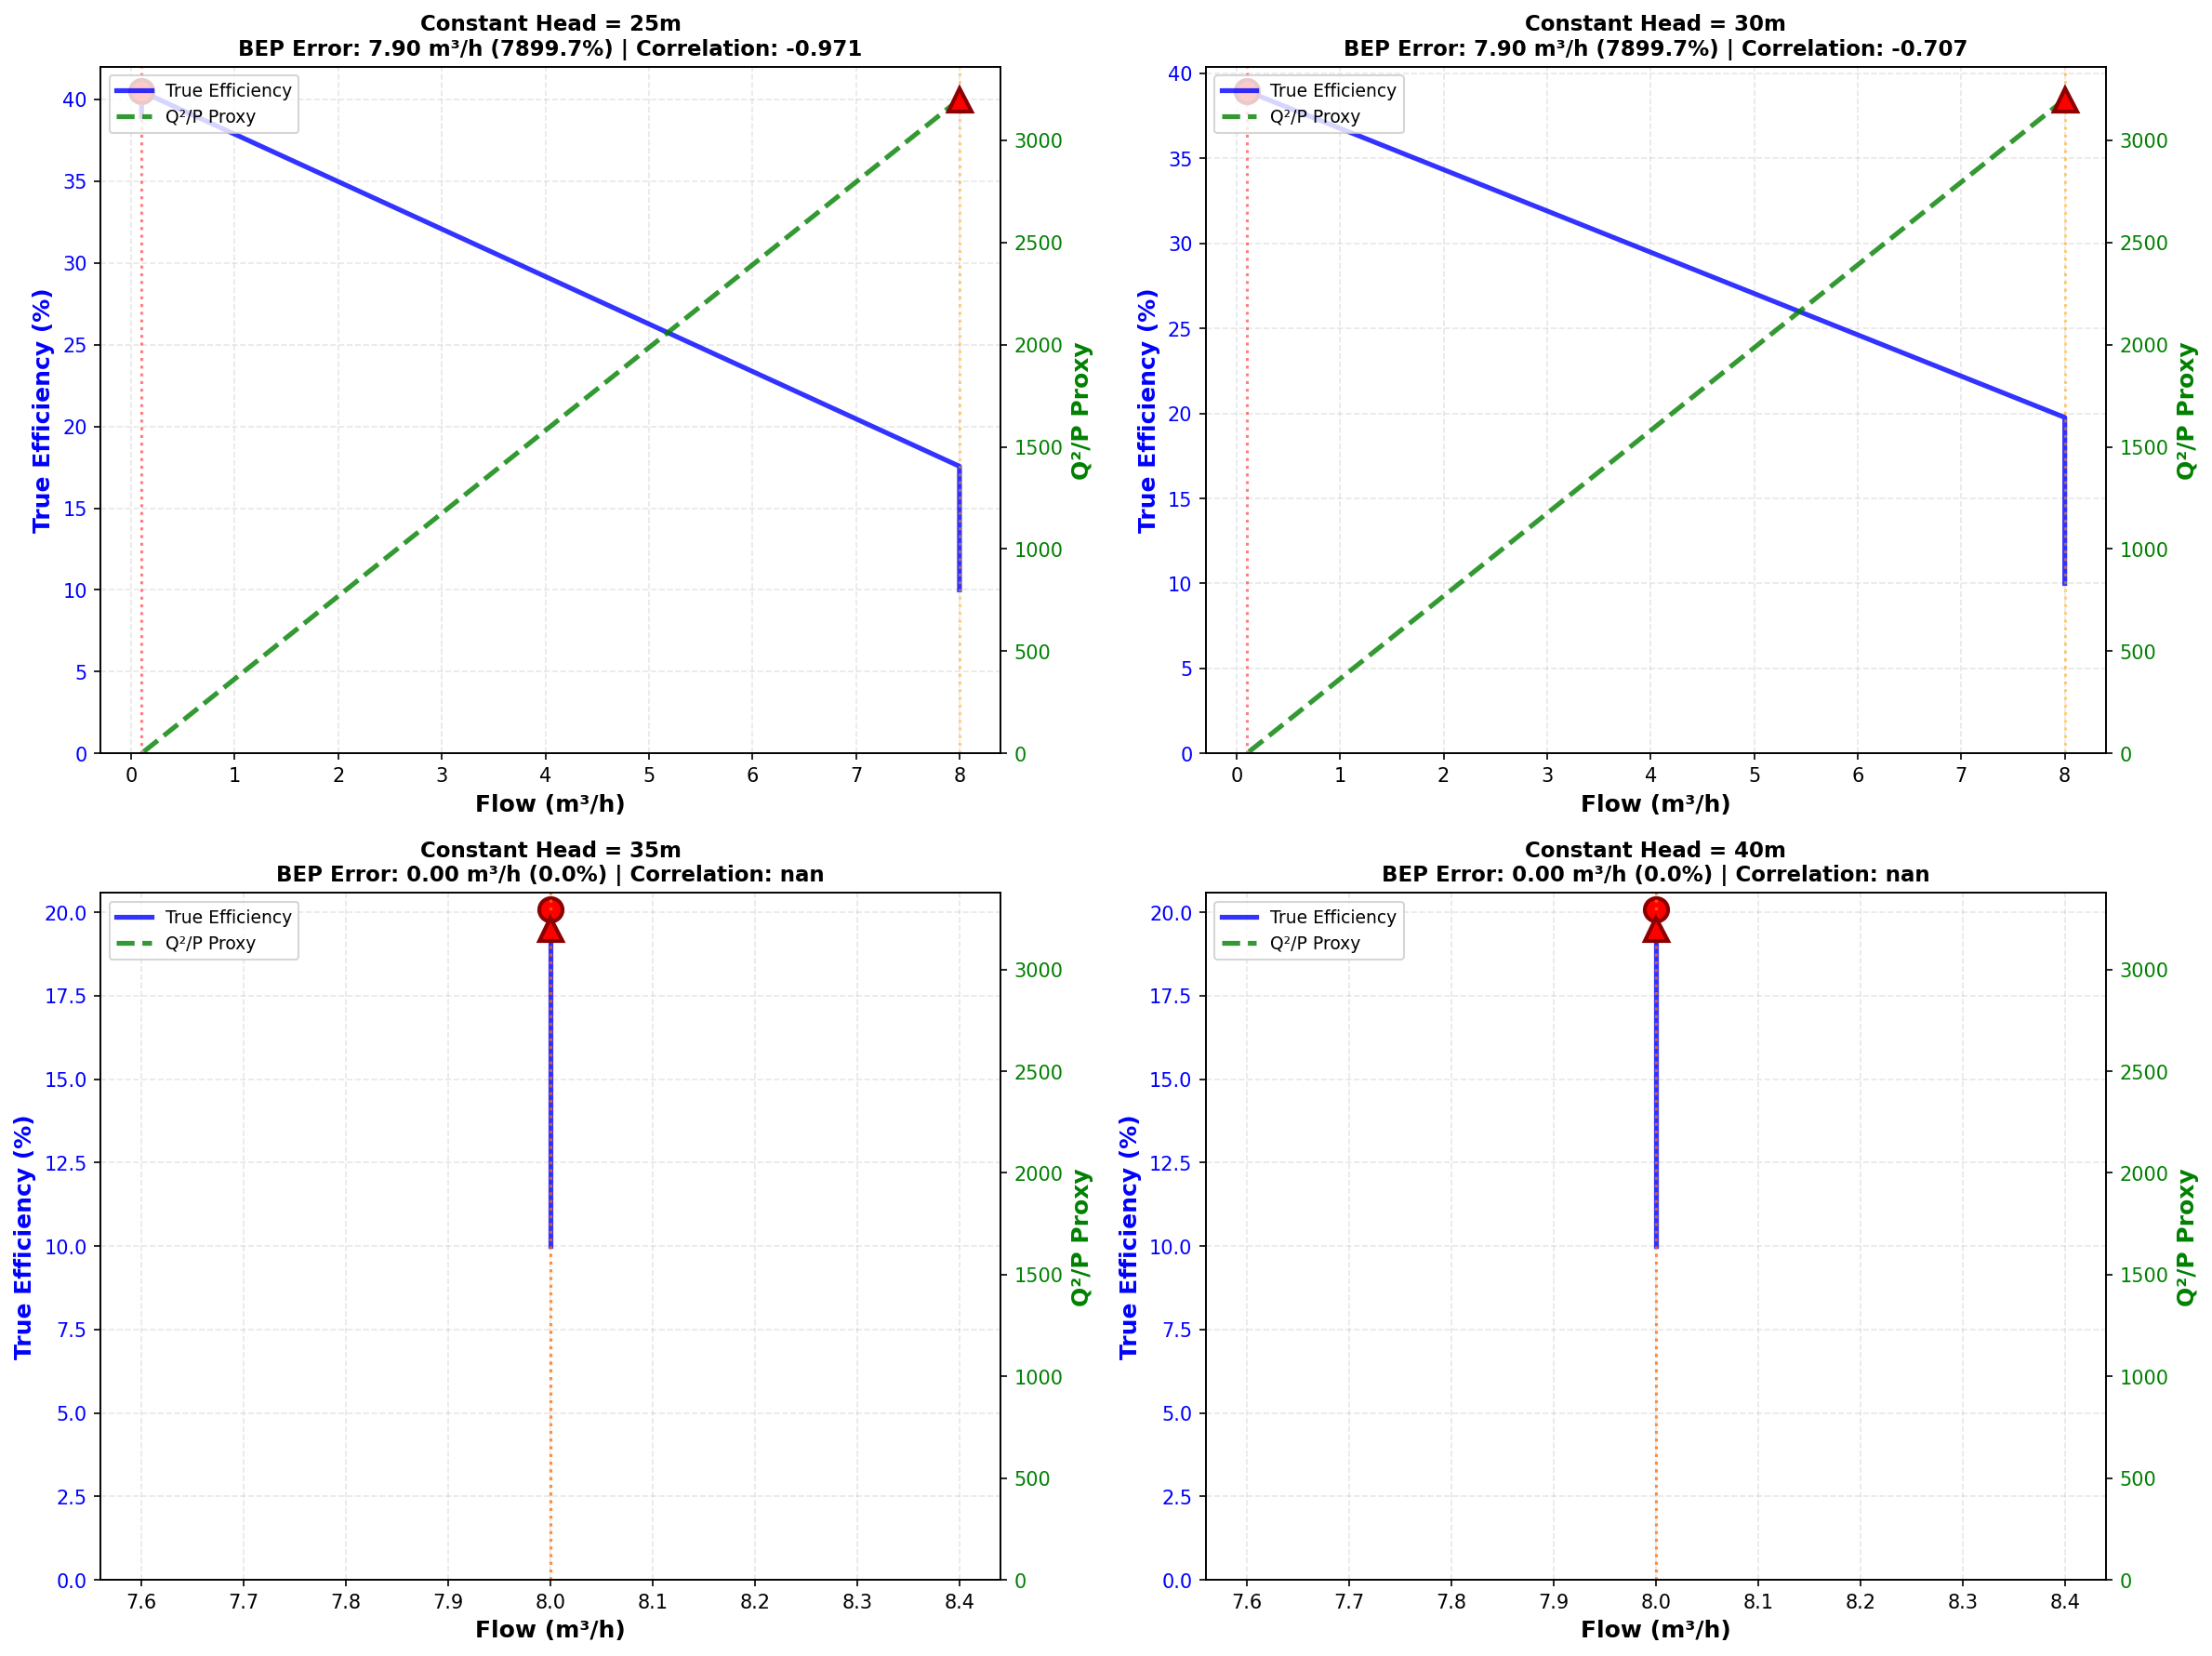 Constant Head = 25m
BEP Error: 7.90 m³/h (7899.7%) | Correlation: -0.971
True Efficiency
Q²/P Proxy
True Efficiency (%)
40
35
30
25
20
15
10
5
0
3000
2500
2000
1500
1000
500
0
Q²/P Proxy
0 1 2 3 4 5 6 7 8
Flow (m³/h)
Constant Head = 30m
BEP Error: 7.90 m³/h (7899.7%) | Correlation: -0.707
True Efficiency
Q²/P Proxy
True Efficiency (%)
40
35
30
25
20
15
10
5
0
3000
2500
2000
1500
1000
500
0
Q²/P Proxy
0 1 2 3 4 5 6 7 8
Flow (m³/h)
Constant Head = 35m
BEP Error: 0.00 m³/h (0.0%) | Correlation: nan
True Efficiency
Q²/P Proxy
True Efficiency (%)
20.0
17.5
15.0
12.5
10.0
7.5
5.0
2.5
0.0
3000
2500
2000
1500
1000
500
0
Q²/P Proxy
7.6 7.7 7.8 7.9 8.0 8.1 8.2 8.3 8.4
Flow (m³/h)
Constant Head = 40m
BEP Error: 0.00 m³/h (0.0%) | Correlation: nan
True Efficiency
Q²/P Proxy
True Efficiency (%)
20.0
17.5
15.0
12.5
10.0
7.5
5.0
2.5
0.0
3000
2500
2000
1500
1000
500
0
Q²/P Proxy
7.6 7.7 7.8 7.9 8.0 8.1 8.2 8.3 8.4
Flow (m³/h)